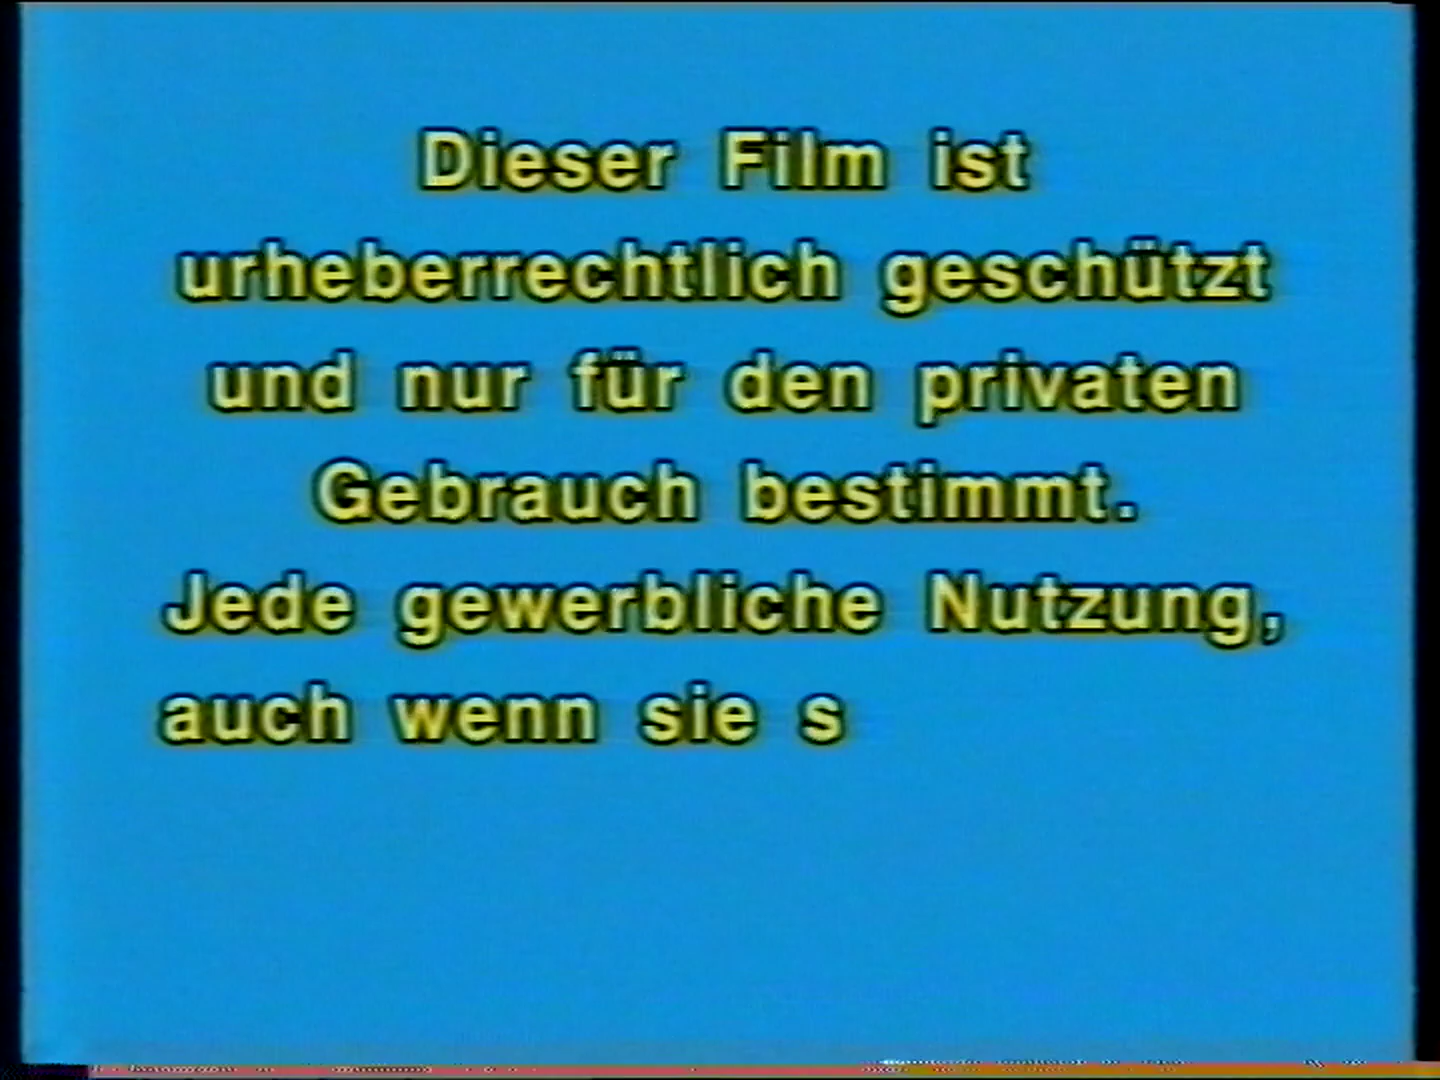 Dieser Film ist
urheberrechtlich geschützt
und nur für den privaten
Gebrauch bestimmt.
Jede gewerbliche Nutzung,
auch wenn sie s